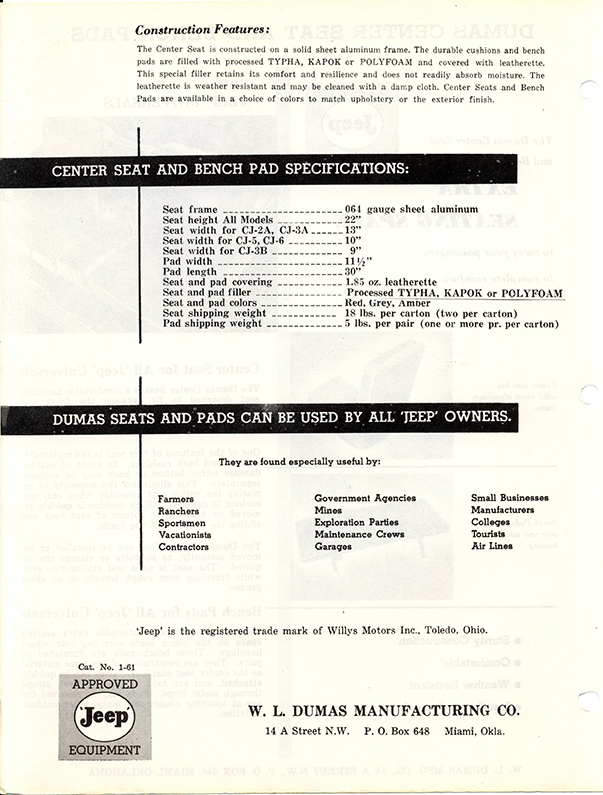 Construction Features:
The Center Seat is constructed on a solid sheet aluminum frame. The durable cushions and bench
pads are filled with processed TYPHA, KAPOK or POLYFOAM and covered with leatherette.
This special filler retains its comfort and resilience and does not readily absorb moisture. The
leatherette is weather resistant and may be cleaned with a damp cloth. Center Seats and Bench
Pads are available in a choice of colors to match upholstery or the exterior finish.
CENTER SEAT AND BENCH PAD SPECIFICATIONS:
Seat frame 064 gauge sheet aluminum
Seat height All Models 22"
Seat width for CJ-2A, CJ-3A 13"
Seat width for CJ-5, CJ-6 10"
Seat width for CJ-3B 9"
Pad width 11½"
Pad length 30"
Seat and pad covering 1.85 oz. leatherette
Seat and pad filler Processed TYPHA, KAPOK or POLYFOAM
Seat and pad colors Red, Grey, Amber
Seat shipping weight 18 lbs. per carton (two per carton)
Pad shipping weight 5 lbs. per pair (one or more pr. per carton)
DUMAS SEATS AND PADS CAN BE USED BY ALL 'JEEP' OWNERS.
They are found especially useful by:
Farmers
Ranchers
Sportsmen
Vacationists
Contractors
Government Agencies
Mines
Exploration Parties
Maintenance Crews
Garages
Small Businesses
Manufacturers
Colleges
Tourists
Air Lines
'Jeep' is the registered trade mark of Willys Motors Inc., Toledo, Ohio.
Cat. No. 1-61
APPROVED
'Jeep'
EQUIPMENT
W. L. DUMAS MANUFACTURING CO.
14 A Street N.W. P. O. Box 648 Miami, Okla.